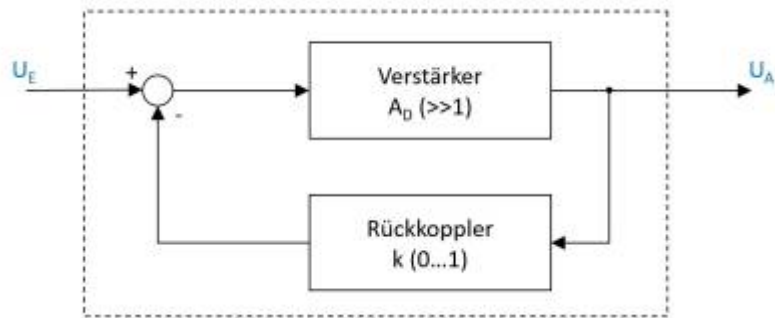 U_E
+
-
Verstärker
A_D (>>1)
U_A
Rückkoppler
k (0...1)